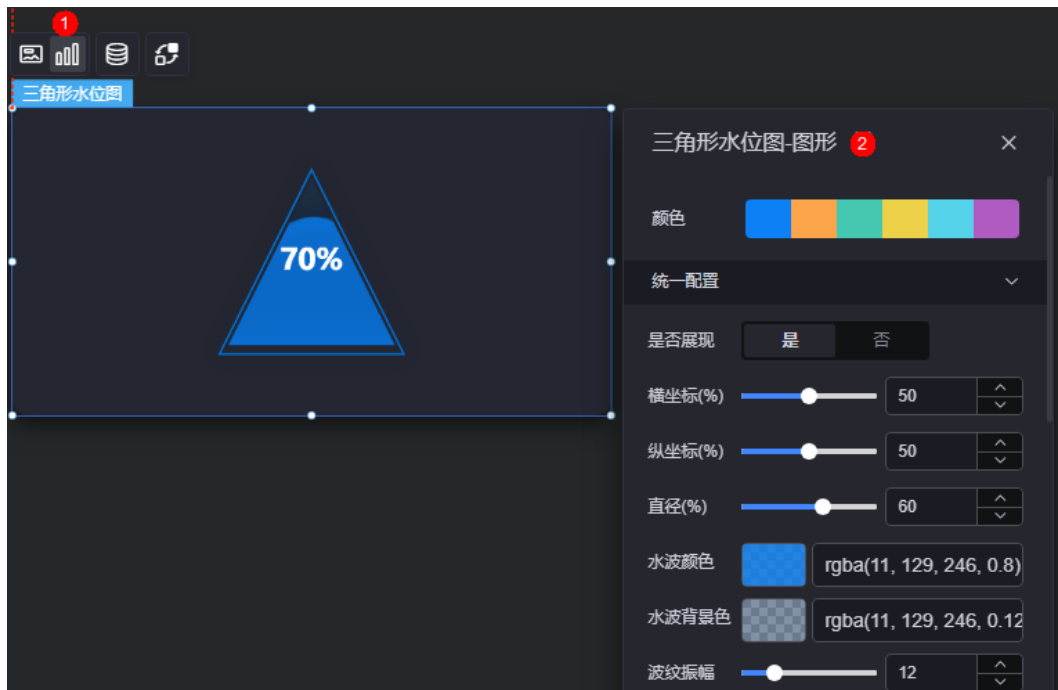 1
三角形水位图
70%
三角形水位图-图形 2
颜色
统一配置
是否展现 是 否
横坐标(%) 50
纵坐标(%) 50
直径(%) 60
水波颜色 rgba(11, 129, 246, 0.8)
水波背景色 rgba(11, 129, 246, 0.12
波纹振幅 12